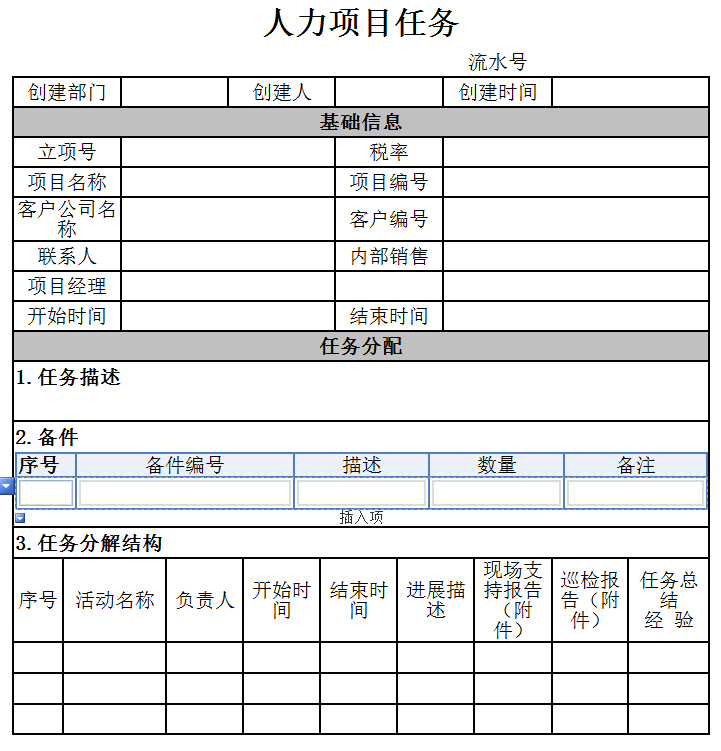 人力项目任务
流水号
创建部门 创建人 创建时间
基础信息
立项号 税率
项目名称 项目编号
客户公司名称 客户编号
联系人 内部销售
项目经理
开始时间 结束时间
任务分配
1.任务描述
2.备件
序号 备件编号 描述 数量 备注
插入项
3.任务分解结构
序号 活动名称 负责人 开始时间 结束时间 进展描述 现场支持报告（附件） 巡检报告（附件） 任务总结经 验